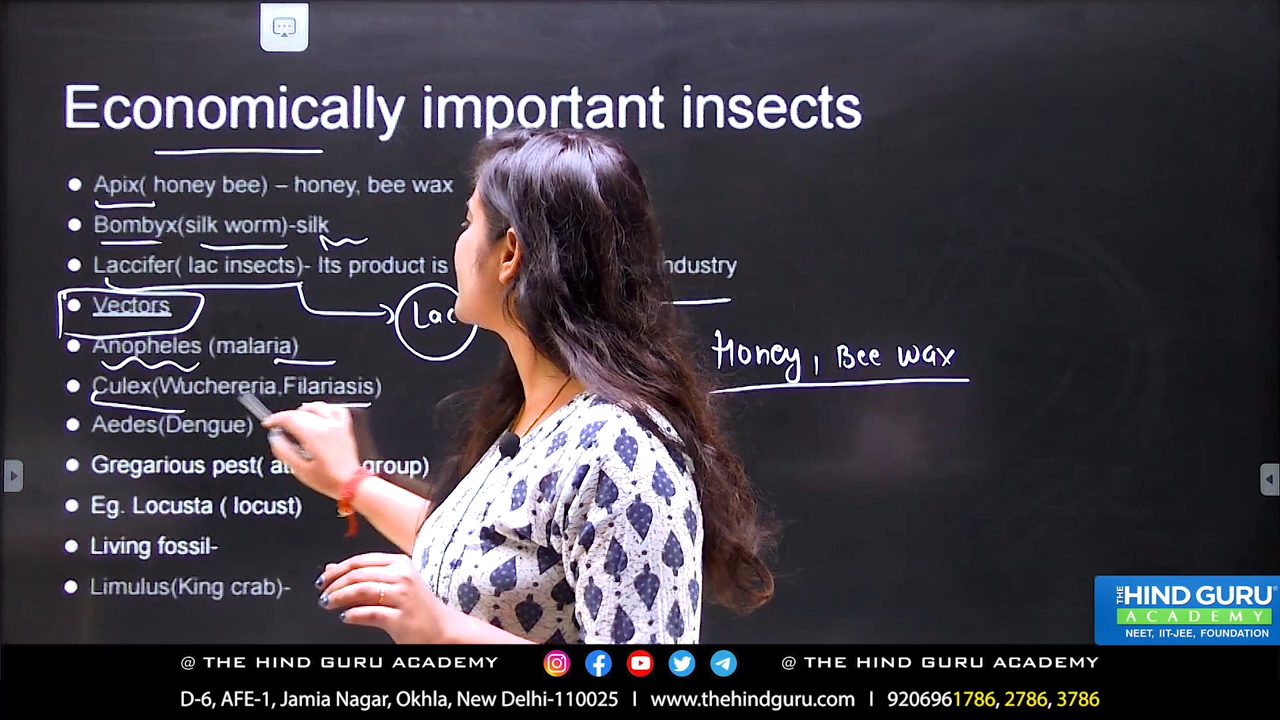 Economically important insects
Apix( honey bee) – honey, bee wax
Bombyx(silk worm)-silk
Laccifer( lac insects)- Its product is
Lac
Vectors
Anopheles (malaria)
Honey, Bee wax
Culex(Wuchereria,Filariasis)
Aedes(Dengue)
Gregarious pest( group)
Eg. Locusta ( locust)
Living fossil-
Limulus(King crab)-
THE HIND GURU
ACADEMY
NEET, IIT-JEE, FOUNDATION
@ THE HIND GURU ACADEMY @ THE HIND GURU ACADEMY
D-6, AFE-1, Jamia Nagar, Okhla, New Delhi-110025 I www.thehindguru.com I 9206961786, 2786, 3786